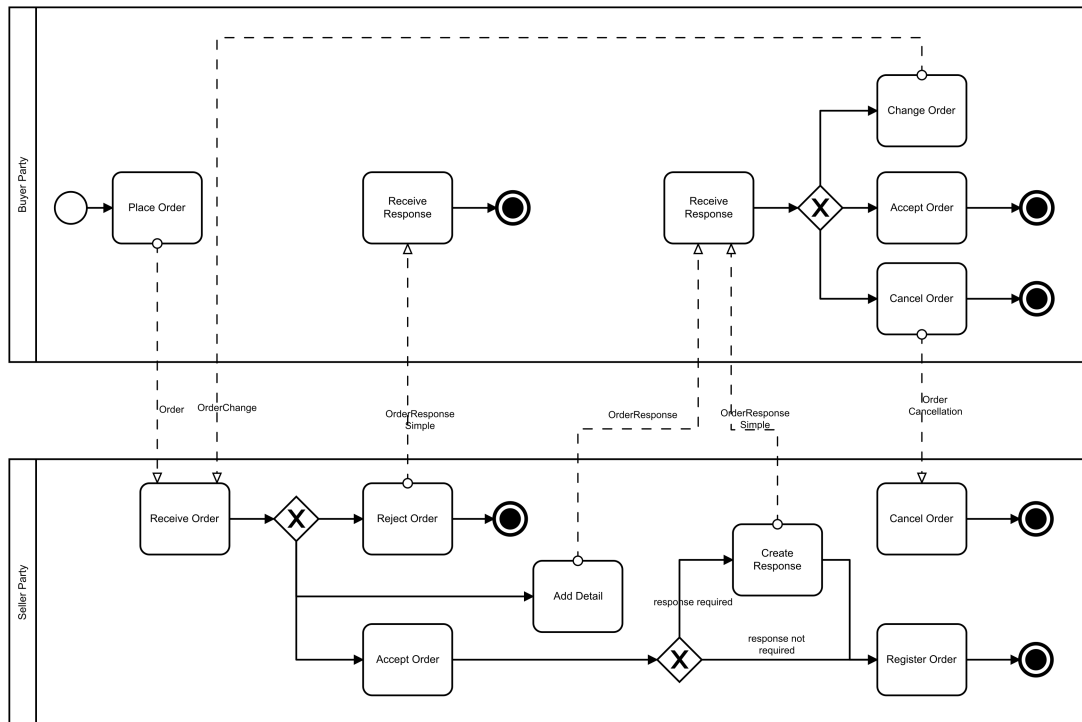 Buyer Party
Change Order
Place Order
Receive
Response
Receive
Response
X
Accept Order
Cancel Order
Order
OrderChange
OrderResponse
Simple
OrderResponse
OrderResponse
Simple
Order
Cancellation
Seller Party
Receive Order
X
Reject Order
Cancel Order
Create
Response
Add Detail
response required
response not
required
Accept Order
X
Register Order